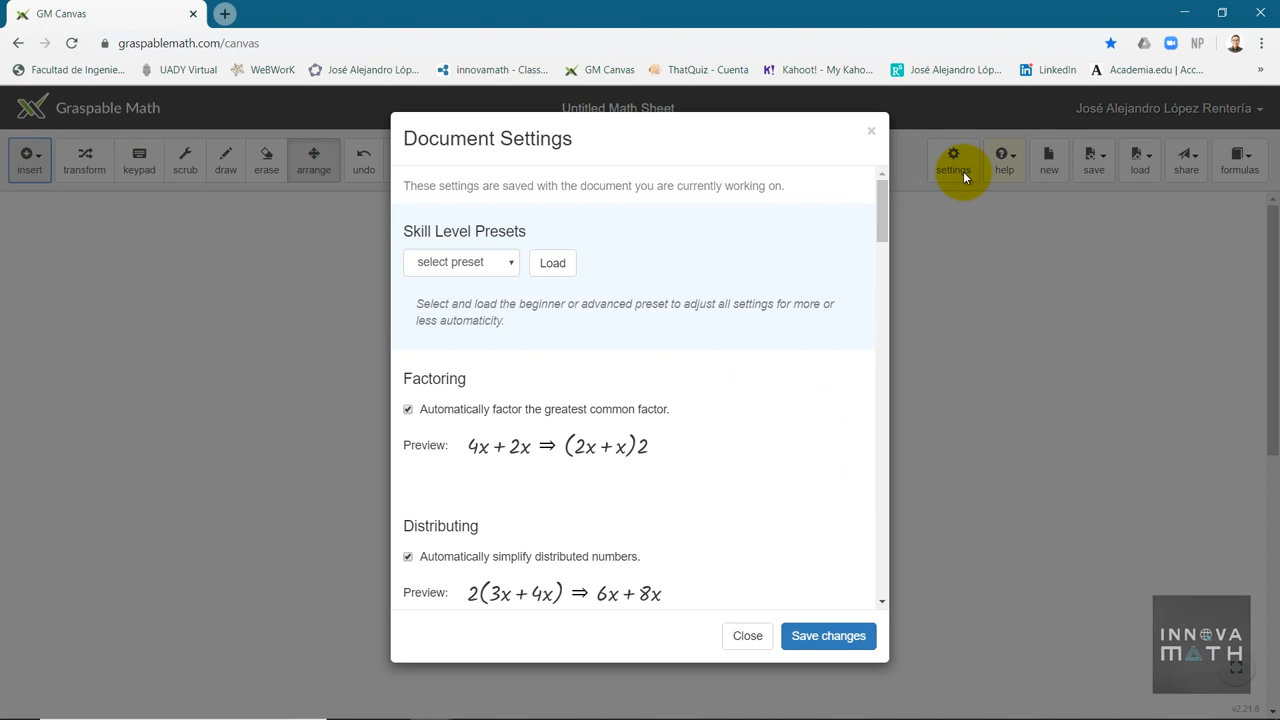 GM Canvas
graspablemath.com/canvas
NP
Facultad de Ingenie... UADY Virtual WeBWorK José Alejandro Lóp... innovamath - Class... GM Canvas ThatQuiz - Cuenta Kahoot! - My Kaho... José Alejandro Lóp... LinkedIn Academia.edu | Acc... »
Graspable Math Untitled Math Sheet José Alejandro López Rentería
insert transform keypad scrub draw erase arrange undo settings help new save load share formulas
Document Settings ×
These settings are saved with the document you are currently working on.
Skill Level Presets
select preset Load
Select and load the beginner or advanced preset to adjust all settings for more or
less automaticity.
Factoring
Automatically factor the greatest common factor.
Preview: 4x + 2x ⇒ (2x + x)2
Distributing
Automatically simplify distributed numbers.
Preview: 2(3x + 4x) ⇒ 6x + 8x
Close Save changes
INNOVA
MATH
v2.21.8